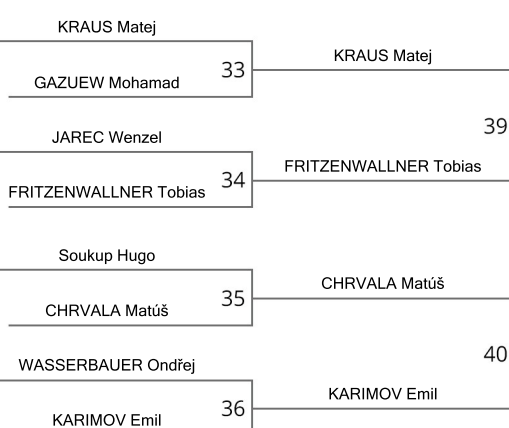 KRAUS Matej
KRAUS Matej
33
GAZUEW Mohamad
39
JAREC Wenzel
FRITZENWALLNER Tobias
34
FRITZENWALLNER Tobias
Soukup Hugo
CHRVALA Matúš
35
CHRVALA Matúš
40
WASSERBAUER Ondřej
KARIMOV Emil
36
KARIMOV Emil